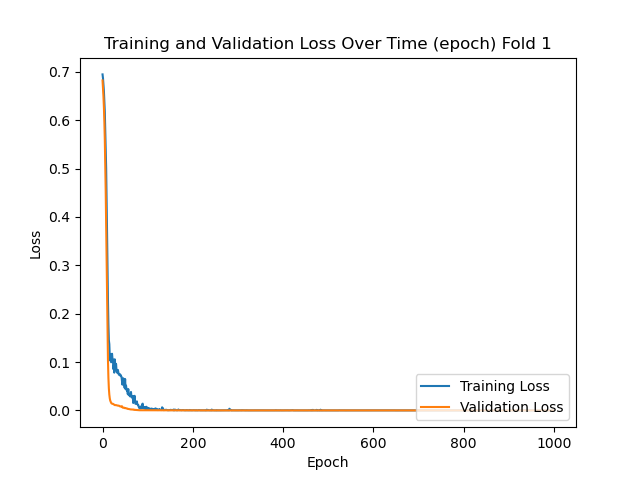 Training and Validation Loss Over Time (epoch) Fold 1
0.7
0.6
0.5
0.4
0.3
0.2
0.1
0.0
Loss
Training Loss
Validation Loss
0 200 400 600 800 1000
Epoch